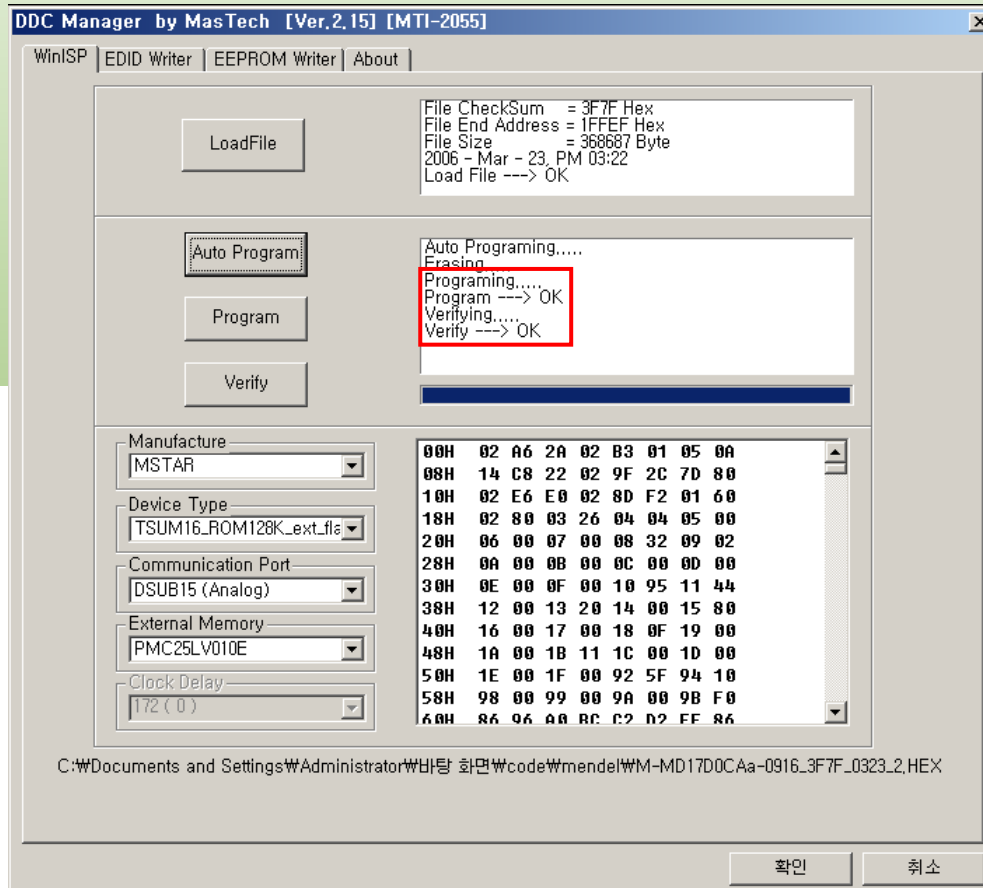 DDC Manager by MasTech [Ver,2,15] [MTI-2055]
WinISP EDID Writer EEPROM Writer About
LoadFile
File CheckSum = 3F7F Hex
File End Address = 1FFEF Hex
File Size = 368687 Byte
2006 - Mar - 23, PM 03:22
Load File ---> OK
Auto Program
Program
Verify
Auto Programing,,,,,
Erasing,,,,,
Programing,,,,,
Program ---> OK
Verifying,,,,,
Verify ---> OK
Manufacture
MSTAR
Device Type
TSUM16_ROM128K_ext_fla
Communication Port
DSUB15 (Analog)
External Memory
PMC25LV010E
Clock Delay
172 ( 0 )
00H 02 A6 2A 02 B3 01 05 0A
08H 14 C8 22 02 9F 2C 7D 80
10H 02 E6 E0 02 8D F2 01 60
18H 02 80 03 26 04 04 05 00
20H 06 00 07 00 08 32 09 02
28H 0A 00 0B 00 0C 00 0D 00
30H 0E 00 0F 00 10 95 11 44
38H 12 00 13 20 14 00 15 80
40H 16 00 17 00 18 0F 19 00
48H 1A 00 1B 11 1C 00 1D 00
50H 1E 00 1F 00 92 5F 94 10
58H 98 00 99 00 9A 00 9B F0
60H 86 96 A0 BC C2 D2 EE 86
C:₩Documents and Settings₩Administrator₩바탕 화면₩code₩mendel₩M-MD17D0CAa-0916_3F7F_0323_2,HEX
확인
취소